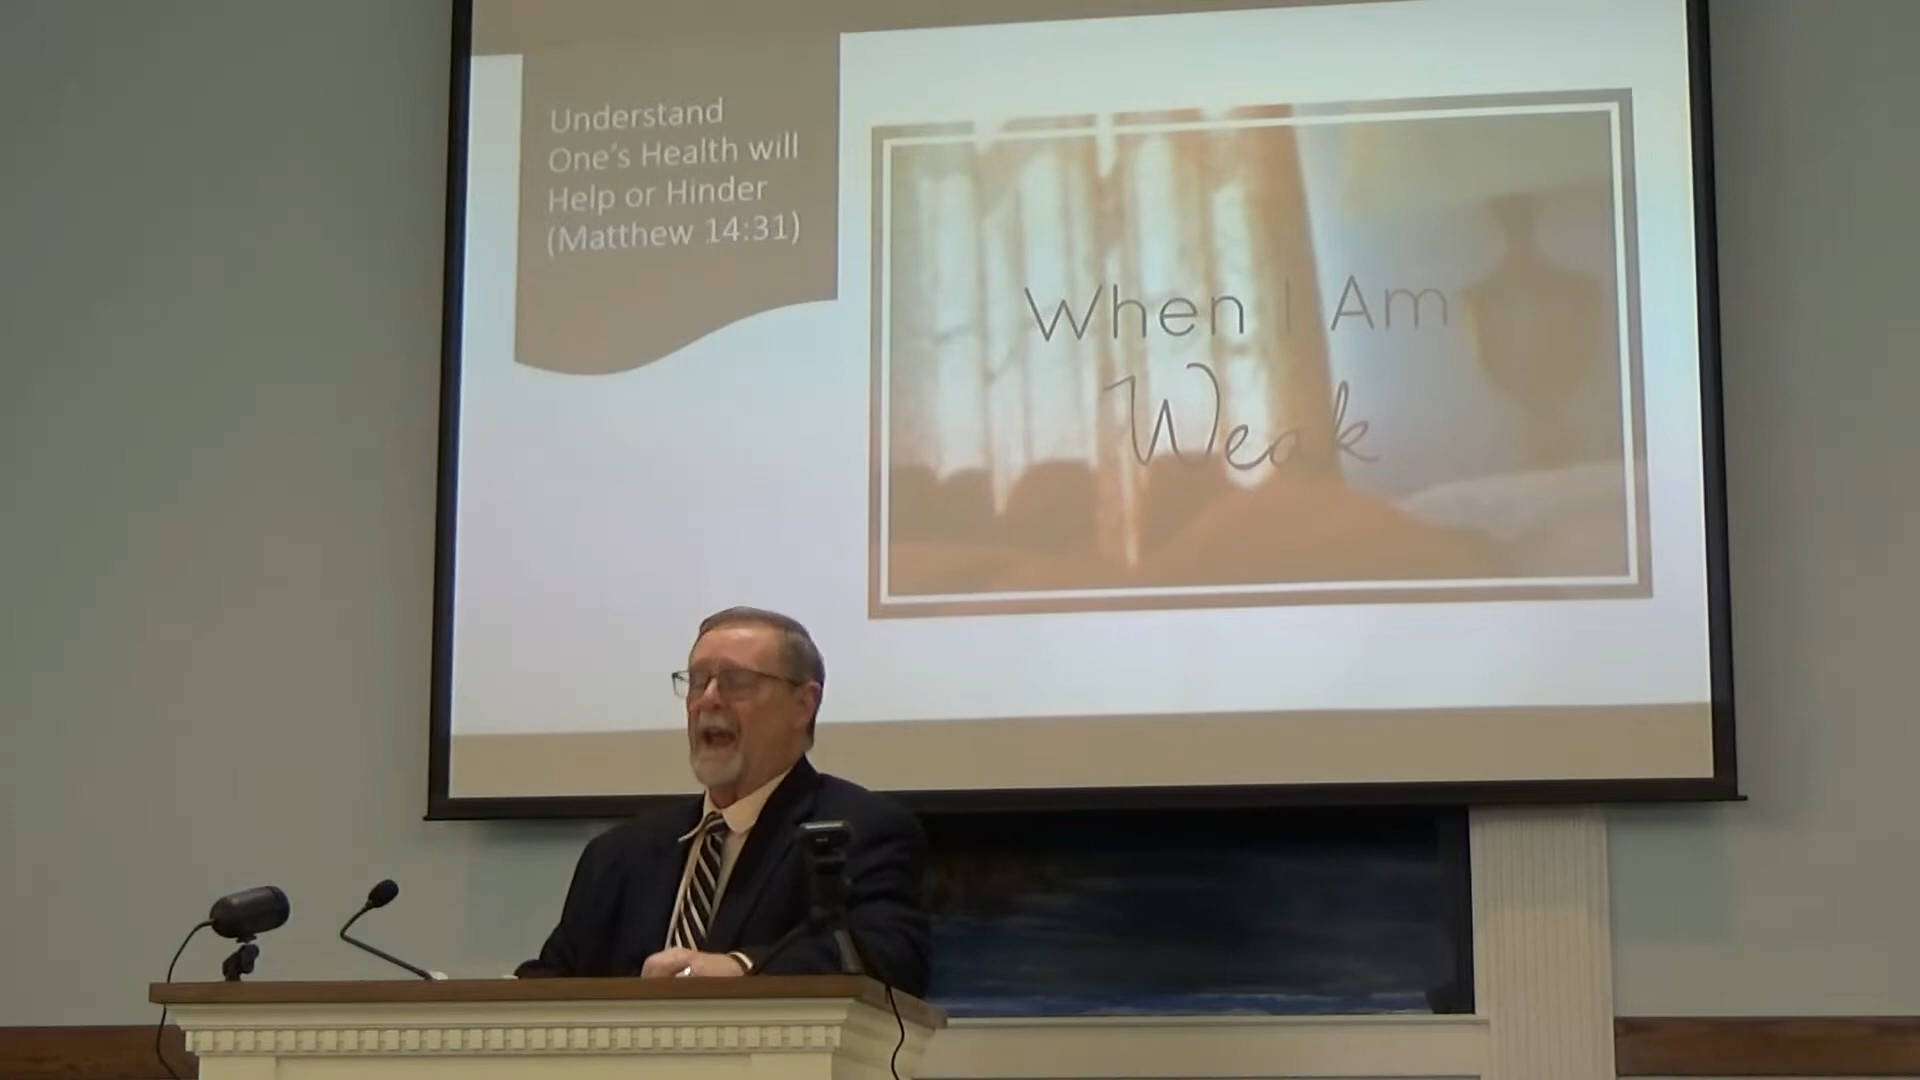 Understand
One's Health will
Help or Hinder
(Matthew 14:31)
When I Am
Weak